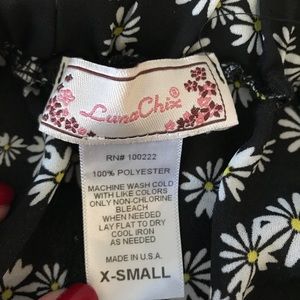 LunaChix®
RN# 100222
100% POLYESTER
MACHINE WASH COLD
WITH LIKE COLORS
ONLY NON-CHLORINE
BLEACH
WHEN NEEDED
LAY FLAT TO DRY
COOL IRON
AS NEEDED
MADE IN U.S.A.
X-SMALL